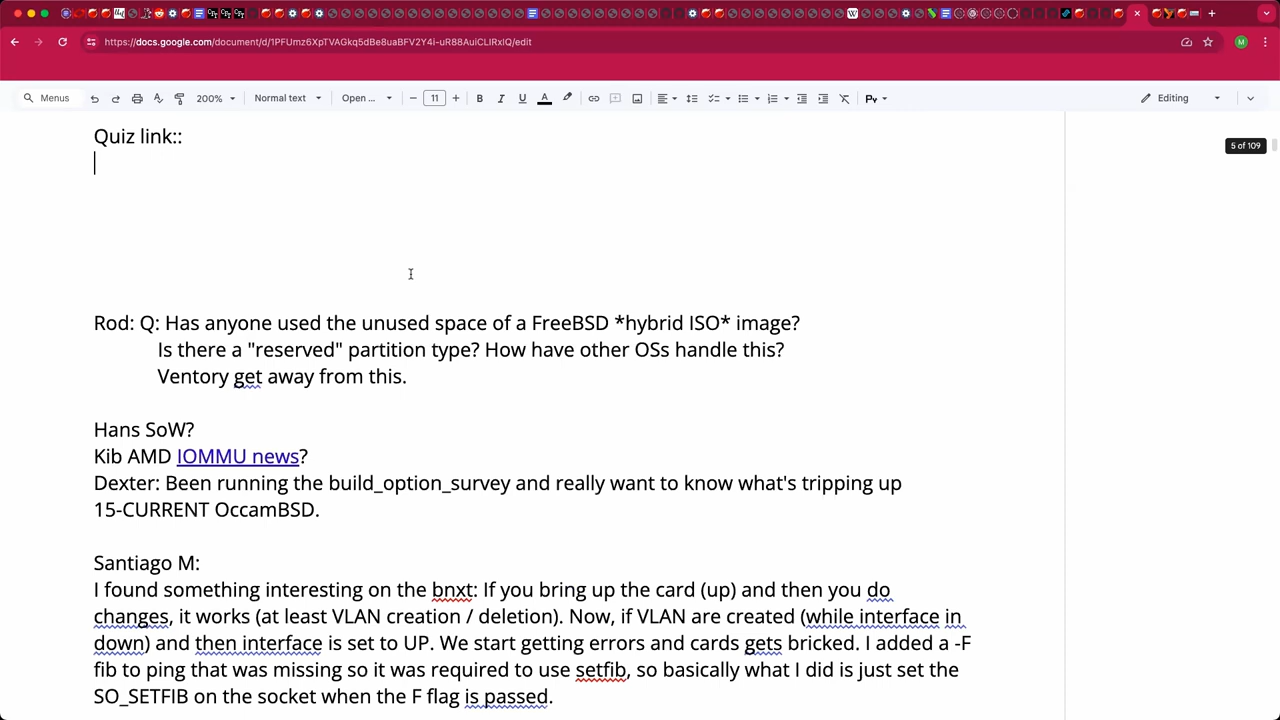 https://docs.google.com/document/d/1PFUmz6XpTVAGkq5dBe8uaBFV2Y4i-uR88AuiCLIRxIQ/edit
M
Menus
200%
Normal text
Open ...
11
Editing
5 of 109
Quiz link::
Rod: Q: Has anyone used the unused space of a FreeBSD *hybrid ISO* image?
Is there a "reserved" partition type? How have other OSs handle this?
Ventory get away from this.
Hans SoW?
Kib AMD IOMMU news?
Dexter: Been running the build_option_survey and really want to know what's tripping up
15-CURRENT OccamBSD.
Santiago M:
I found something interesting on the bnxt: If you bring up the card (up) and then you do
changes, it works (at least VLAN creation / deletion). Now, if VLAN are created (while interface in
down) and then interface is set to UP. We start getting errors and cards gets bricked. I added a -F
fib to ping that was missing so it was required to use setfib, so basically what I did is just set the
SO_SETFIB on the socket when the F flag is passed.